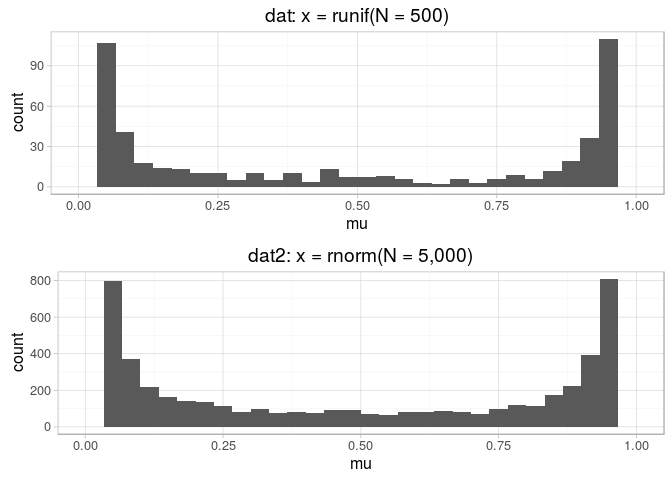 dat: x = runif(N = 500)
count
90
60
30
0
0.00 0.25 0.50 0.75 1.00
mu
dat2: x = rnorm(N = 5,000)
count
800
600
400
200
0
0.00 0.25 0.50 0.75 1.00
mu